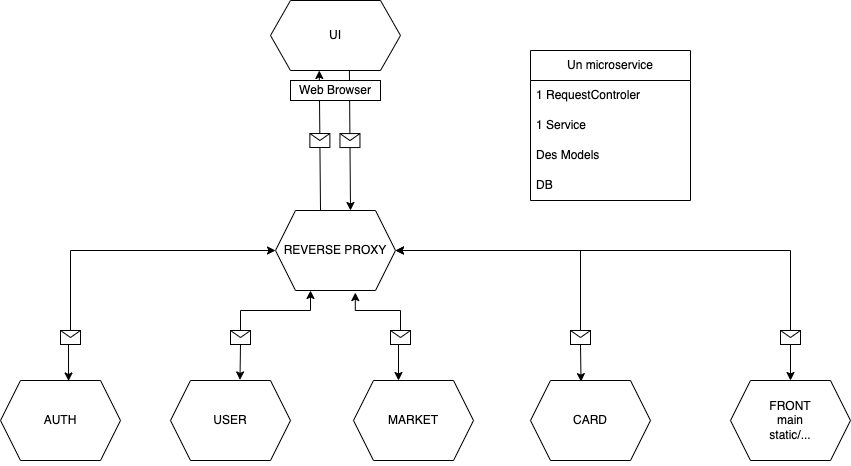 UI
Web Browser
Un microservice
1 RequestControler
1 Service
Des Models
DB
REVERSE PROXY
AUTH
USER
MARKET
CARD
FRONT
main
static/...